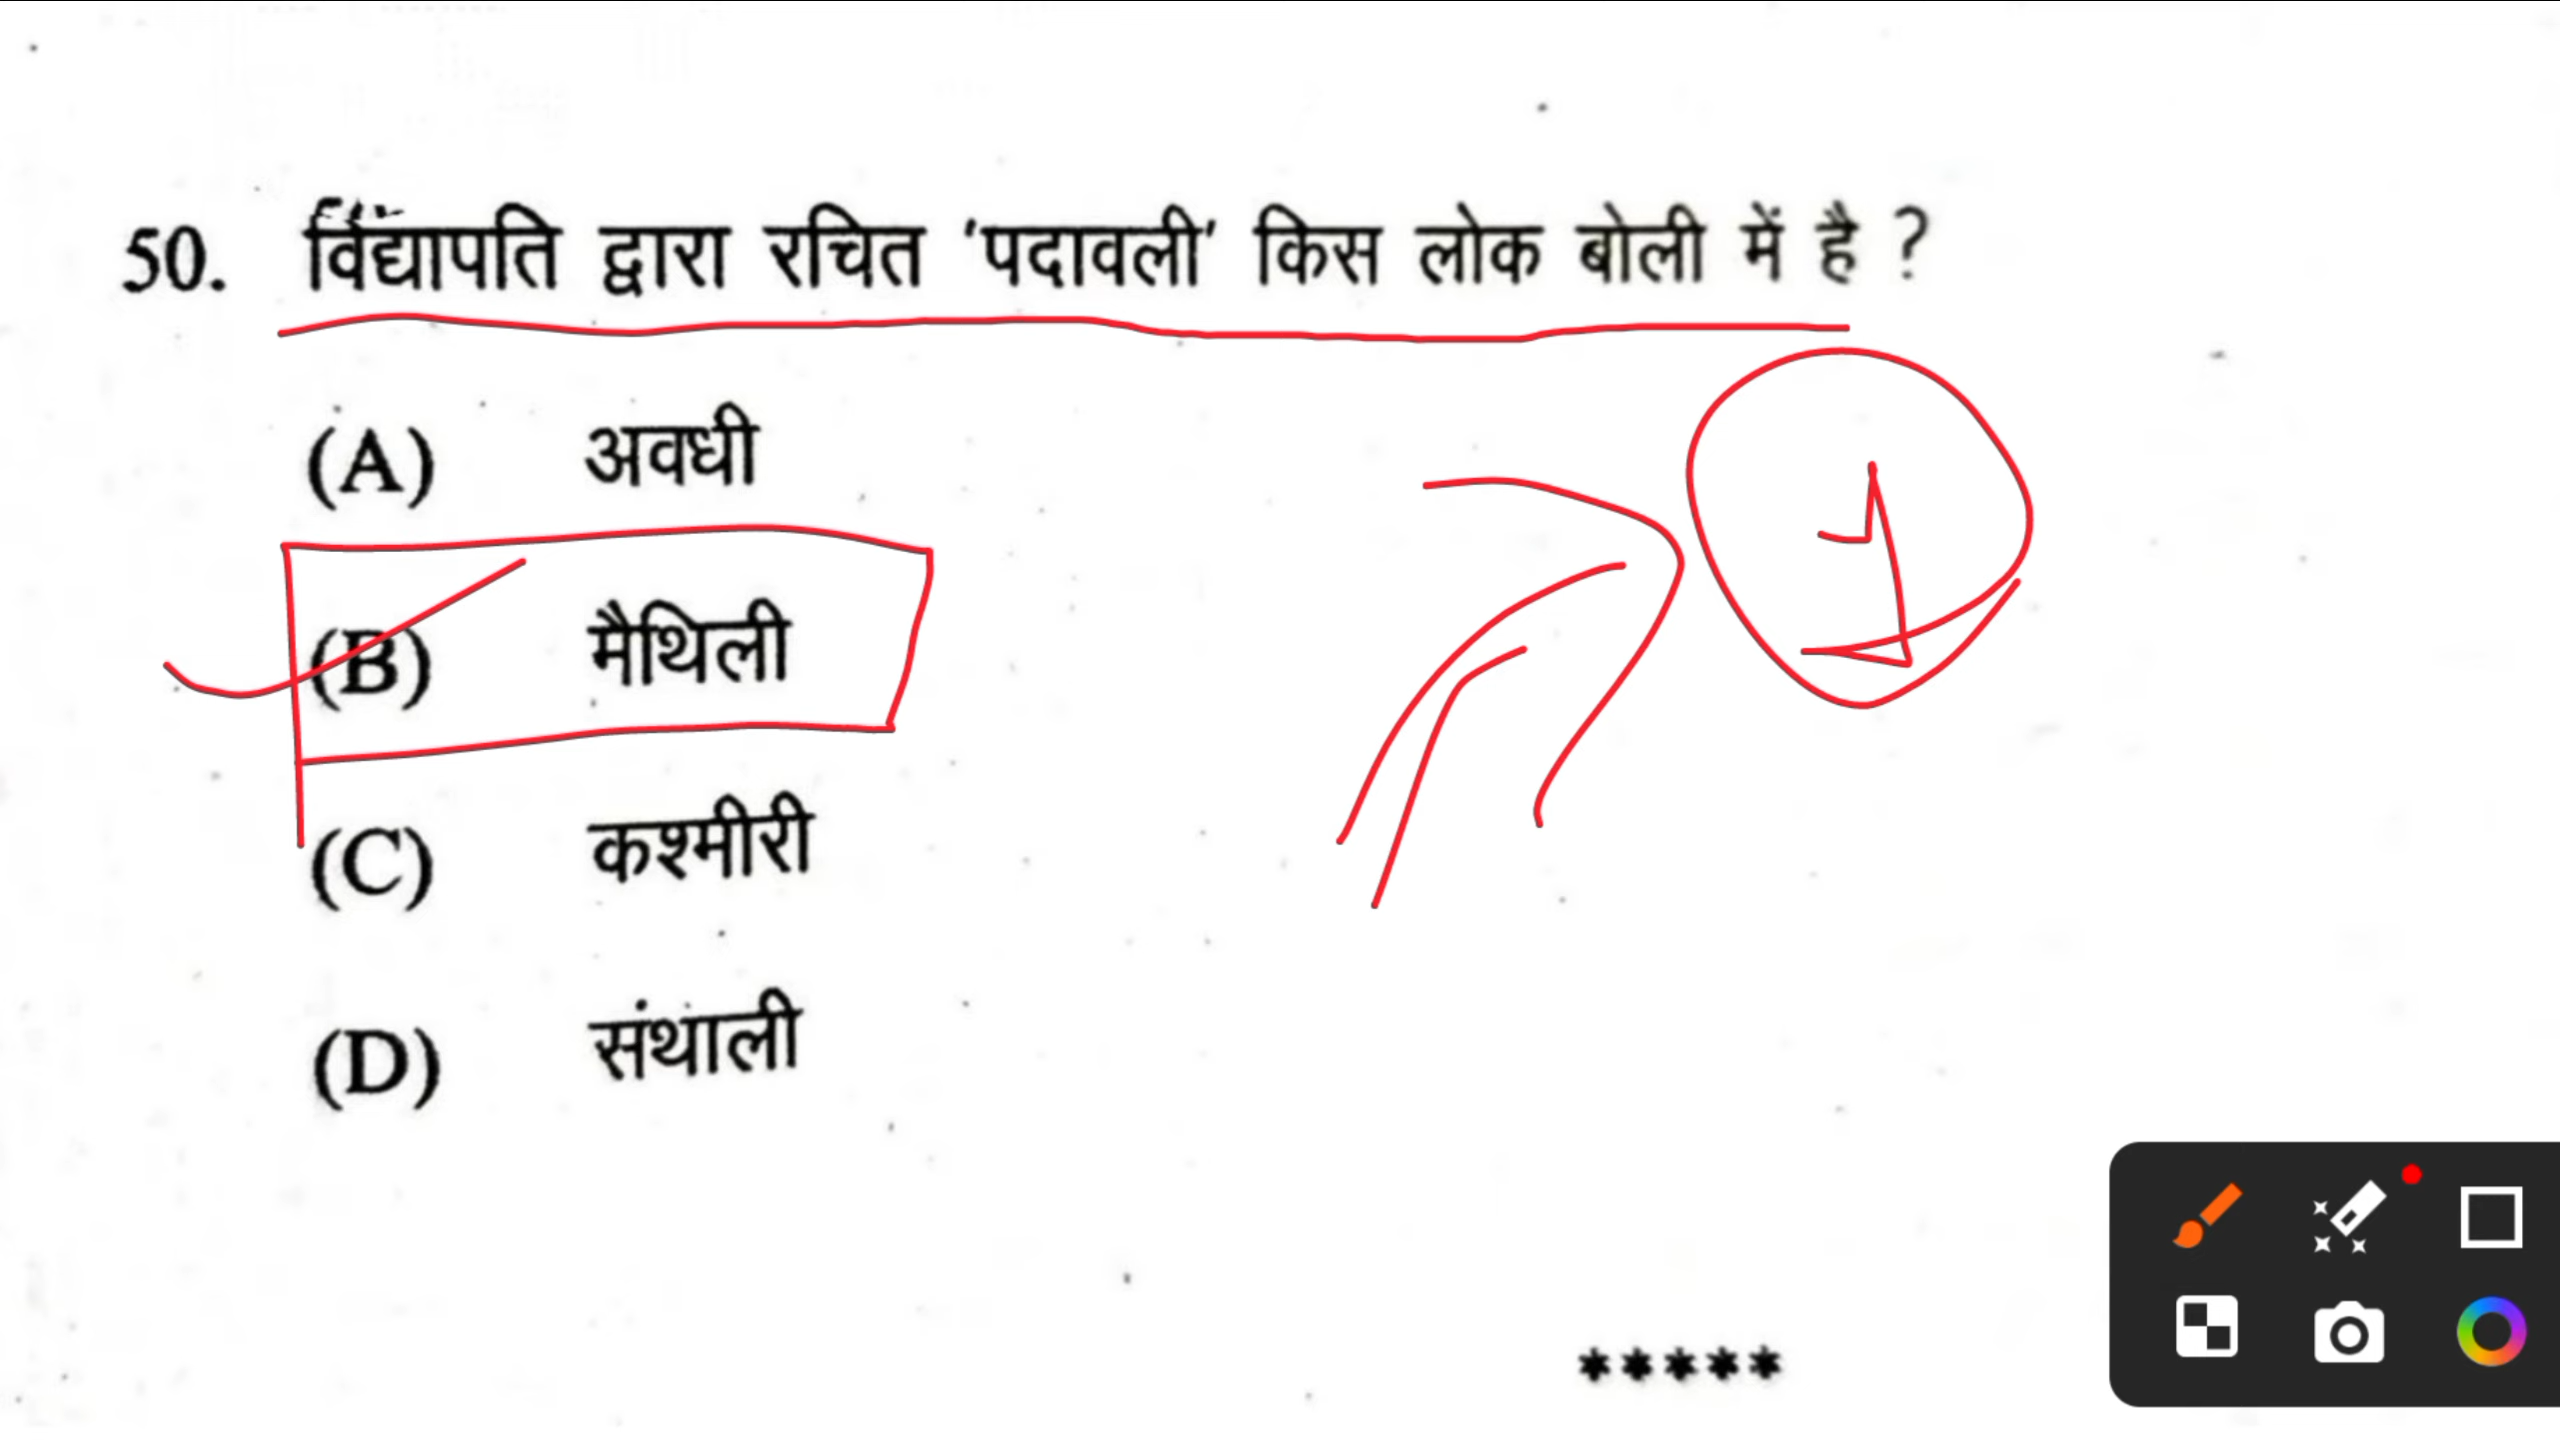 50. विद्यापति द्वारा रचित 'पदावली' किस लोक बोली में है ?
(A) अवधी
(B) मैथिली
(C) कश्मीरी
(D) संथाली
*****